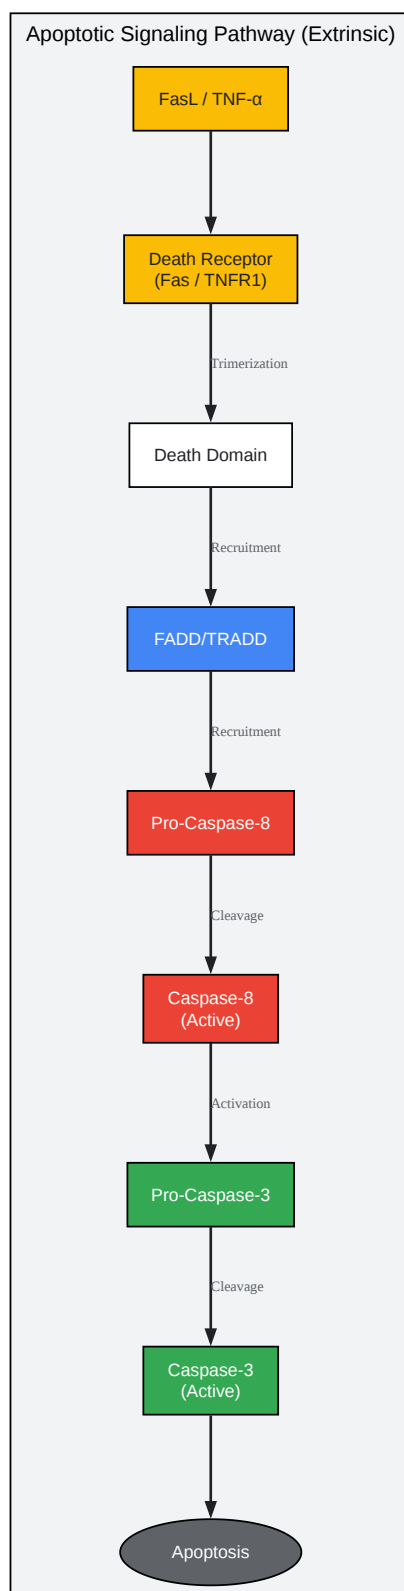 Apoptotic Signaling Pathway (Extrinsic)
FasL / TNF-α
Death Receptor
(Fas / TNFR1)
Trimerization
Death Domain
Recruitment
FADD/TRADD
Recruitment
Pro-Caspase-8
Cleavage
Caspase-8
(Active)
Activation
Pro-Caspase-3
Cleavage
Caspase-3
(Active)
Apoptosis